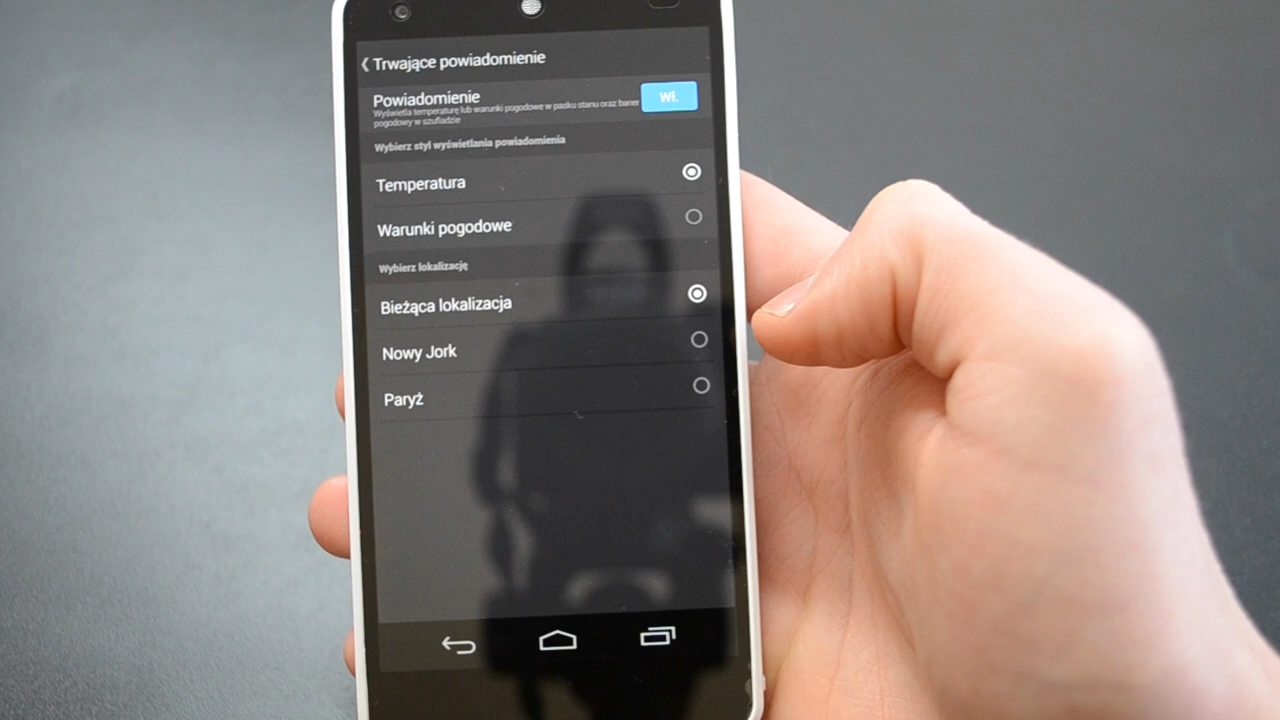 Trwające powiadomienie
Powiadomienie
WŁ.
Wyświetla temperaturę lub warunki pogodowe w pasku stanu oraz baner
pogodowy w szufladzie
Wybierz styl wyświetlania powiadomienia
Temperatura
Warunki pogodowe
Wybierz lokalizację
Bieżąca lokalizacja
Nowy Jork
Paryż